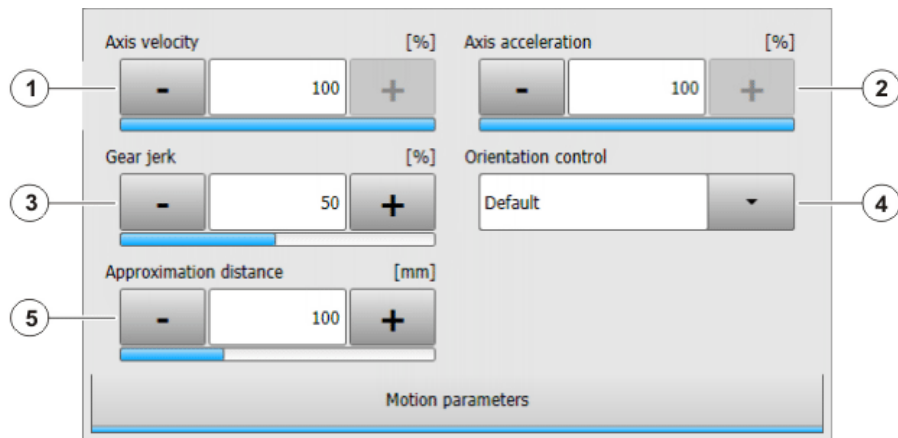 Axis velocity [%] Axis acceleration [%]
1 - 100 + - 100 + 2
Gear jerk [%] Orientation control
3 - 50 + Default 4
Approximation distance [mm]
5 - 100 +
Motion parameters